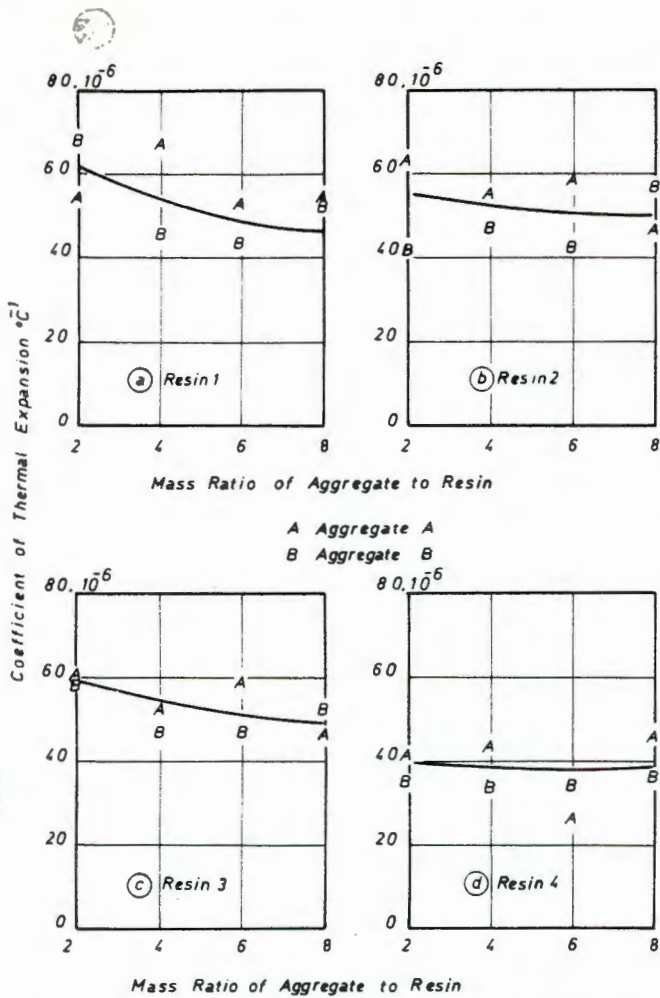 80.10⁻⁶ 80.10⁻⁶
B A
60 A 60 A A B
A A A B B A
B B B B
40 40
20 20
ⓐ Resin 1 ⓑ Resin 2
0 0
2 4 6 8 2 4 6 8
Mass Ratio of Aggregate to Resin
Coefficient of Thermal Expansion °C⁻¹
A Aggregate A
B Aggregate B
80.10⁻⁶ 80.10⁻⁶
60 A A 60
B A B
B B A
40 40 A A A
B B B B
20 20 A
ⓒ Resin 3 ⓓ Resin 4
0 0
2 4 6 8 2 4 6 8
Mass Ratio of Aggregate to Resin